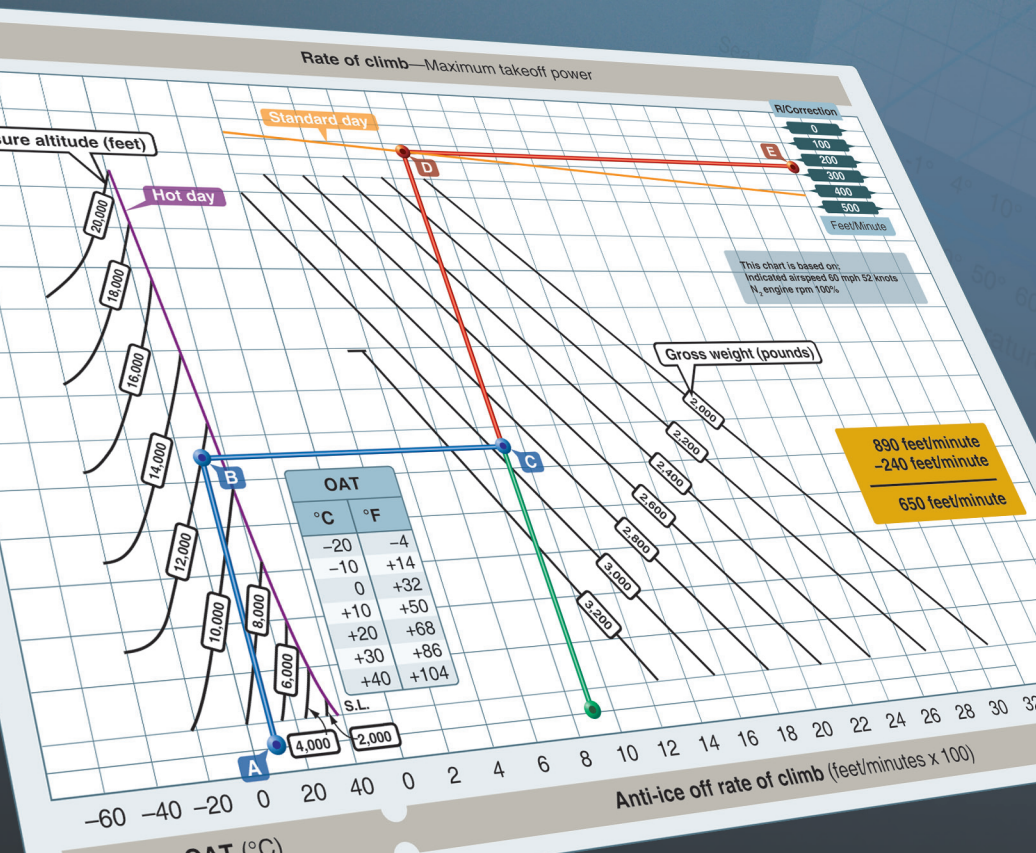 Rate of climb—Maximum takeoff power
R/Correction
0
100
200
300
400
500
Feet/Minute
Standard day
E
D
sure altitude (feet)
Hot day
20,000
18,000
16,000
14,000
12,000
10,000
8,000
6,000
4,000
2,000
S.L.
This chart is based on:
Indicated airspeed 60 mph 52 knots
N2 engine rpm 100%
Gross weight (pounds)
2,000
2,200
2,400
2,600
2,800
3,000
3,200
890 feet/minute
–240 feet/minute
650 feet/minute
B
C
A
OAT
°C °F
–20 –4
–10 +14
0 +32
+10 +50
+20 +68
+30 +86
+40 +104
–60 –40 –20 0 20 40 0 2 4 6 8 10 12 14 16 18 20 22 24 26 28 30 32
OAT (°C)
Anti-ice off rate of climb (feet/minutes x 100)